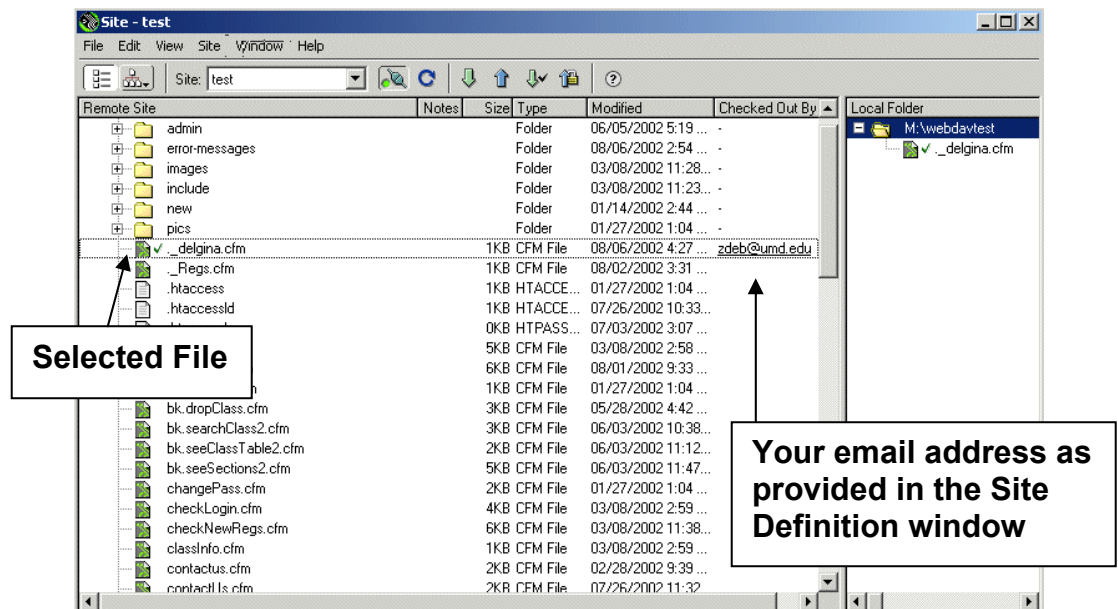 Site - test
File Edit View Site Window Help
Site: test
Remote Site Notes Size Type Modified Checked Out By Local Folder
admin Folder 06/05/2002 5:19 ... - M:\webdavtest
error-messages Folder 08/06/2002 2:54 ... - ._delgina.cfm
images Folder 03/08/2002 11:28... -
include Folder 03/08/2002 11:23... -
new Folder 01/14/2002 2:44 ... -
pics Folder 01/27/2002 1:04 ... -
._delgina.cfm 1KB CFM File 08/06/2002 4:27 ... zdeb@umd.edu
._Regs.cfm 1KB CFM File 08/02/2002 3:31 ...
.htaccess 1KB HTACCE... 01/27/2002 1:04 ...
.htaccessld 1KB HTACCE... 07/26/2002 10:33...
0KB HTPASS... 07/03/2002 3:07 ...
5KB CFM File 03/08/2002 2:58 ...
6KB CFM File 08/01/2002 9:33 ...
1KB CFM File 01/27/2002 1:04 ...
bk.dropClass.cfm 3KB CFM File 05/28/2002 4:42 ...
bk.searchClass2.cfm 3KB CFM File 06/03/2002 10:38...
bk.seeClassTable2.cfm 2KB CFM File 06/03/2002 11:12...
bk.seeSections2.cfm 5KB CFM File 06/03/2002 11:47...
changePass.cfm 2KB CFM File 01/27/2002 1:04 ...
checkLogin.cfm 4KB CFM File 03/08/2002 2:59 ...
checkNewRegs.cfm 6KB CFM File 03/08/2002 11:38...
classInfo.cfm 1KB CFM File 03/08/2002 2:59 ...
contactus.cfm 2KB CFM File 02/28/2002 9:39 ...
contactUs.cfm 2KB CFM File 07/26/2002 11:32
Selected File
Your email address as
provided in the Site
Definition window